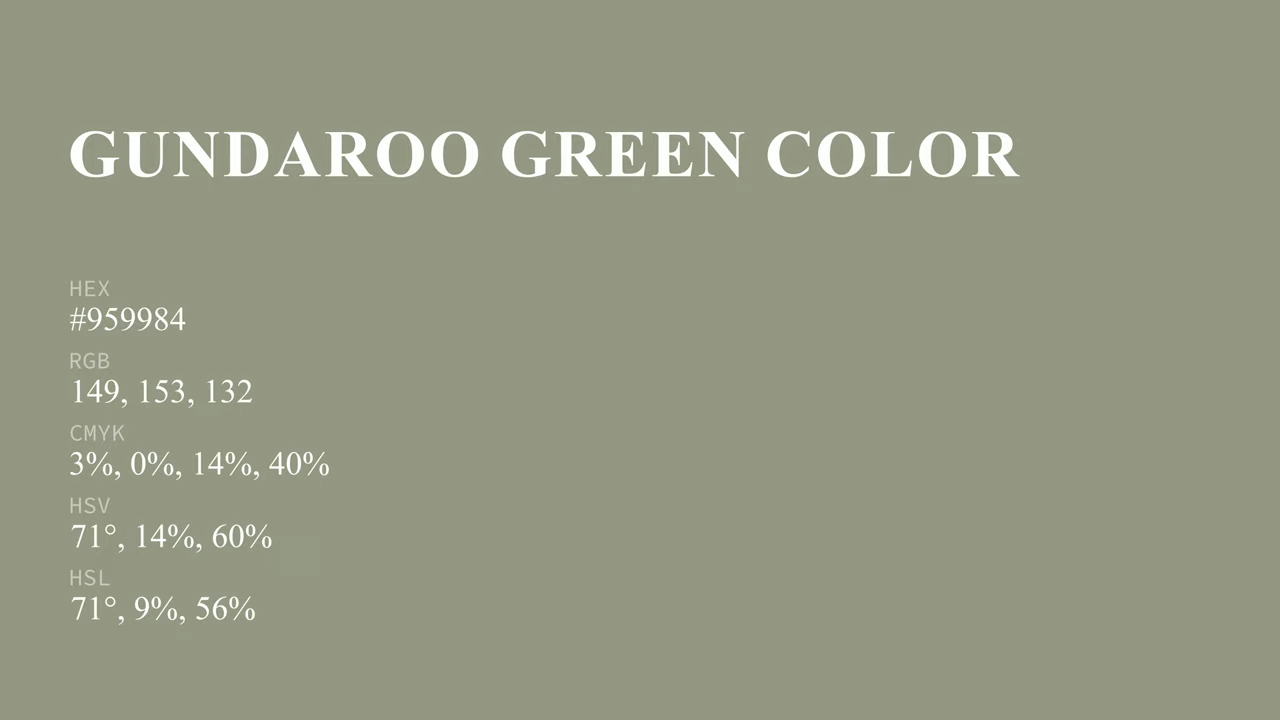 GUNDAROO GREEN COLOR
HEX
#959984
RGB
149, 153, 132
CMYK
3%, 0%, 14%, 40%
HSV
71°, 14%, 60%
HSL
71°, 9%, 56%